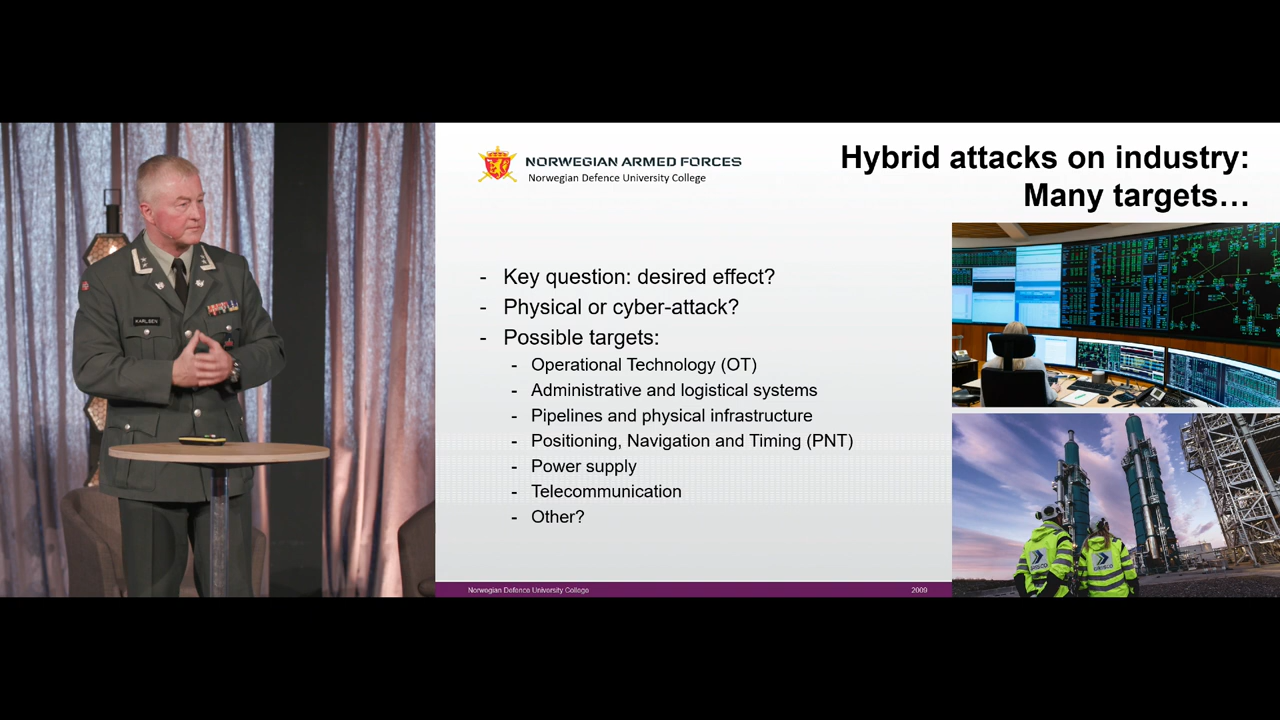 KARLSEN
NORWEGIAN ARMED FORCES
Norwegian Defence University College
Hybrid attacks on industry:
Many targets…
- Key question: desired effect?
- Physical or cyber-attack?
- Possible targets:
- Operational Technology (OT)
- Administrative and logistical systems
- Pipelines and physical infrastructure
- Positioning, Navigation and Timing (PNT)
- Power supply
- Telecommunication
- Other?
Norwegian Defence University College
2009